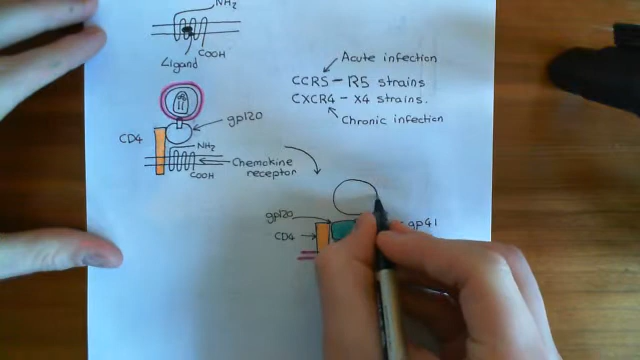 NH₂
COOH
Ligand
Acute infection
CCR5 - R5 strains
CXCR4 - X4 strains.
Chronic infection
gp120
CD4
NH₂
Chemokine
receptor
COOH
gp120
gp41
CD4